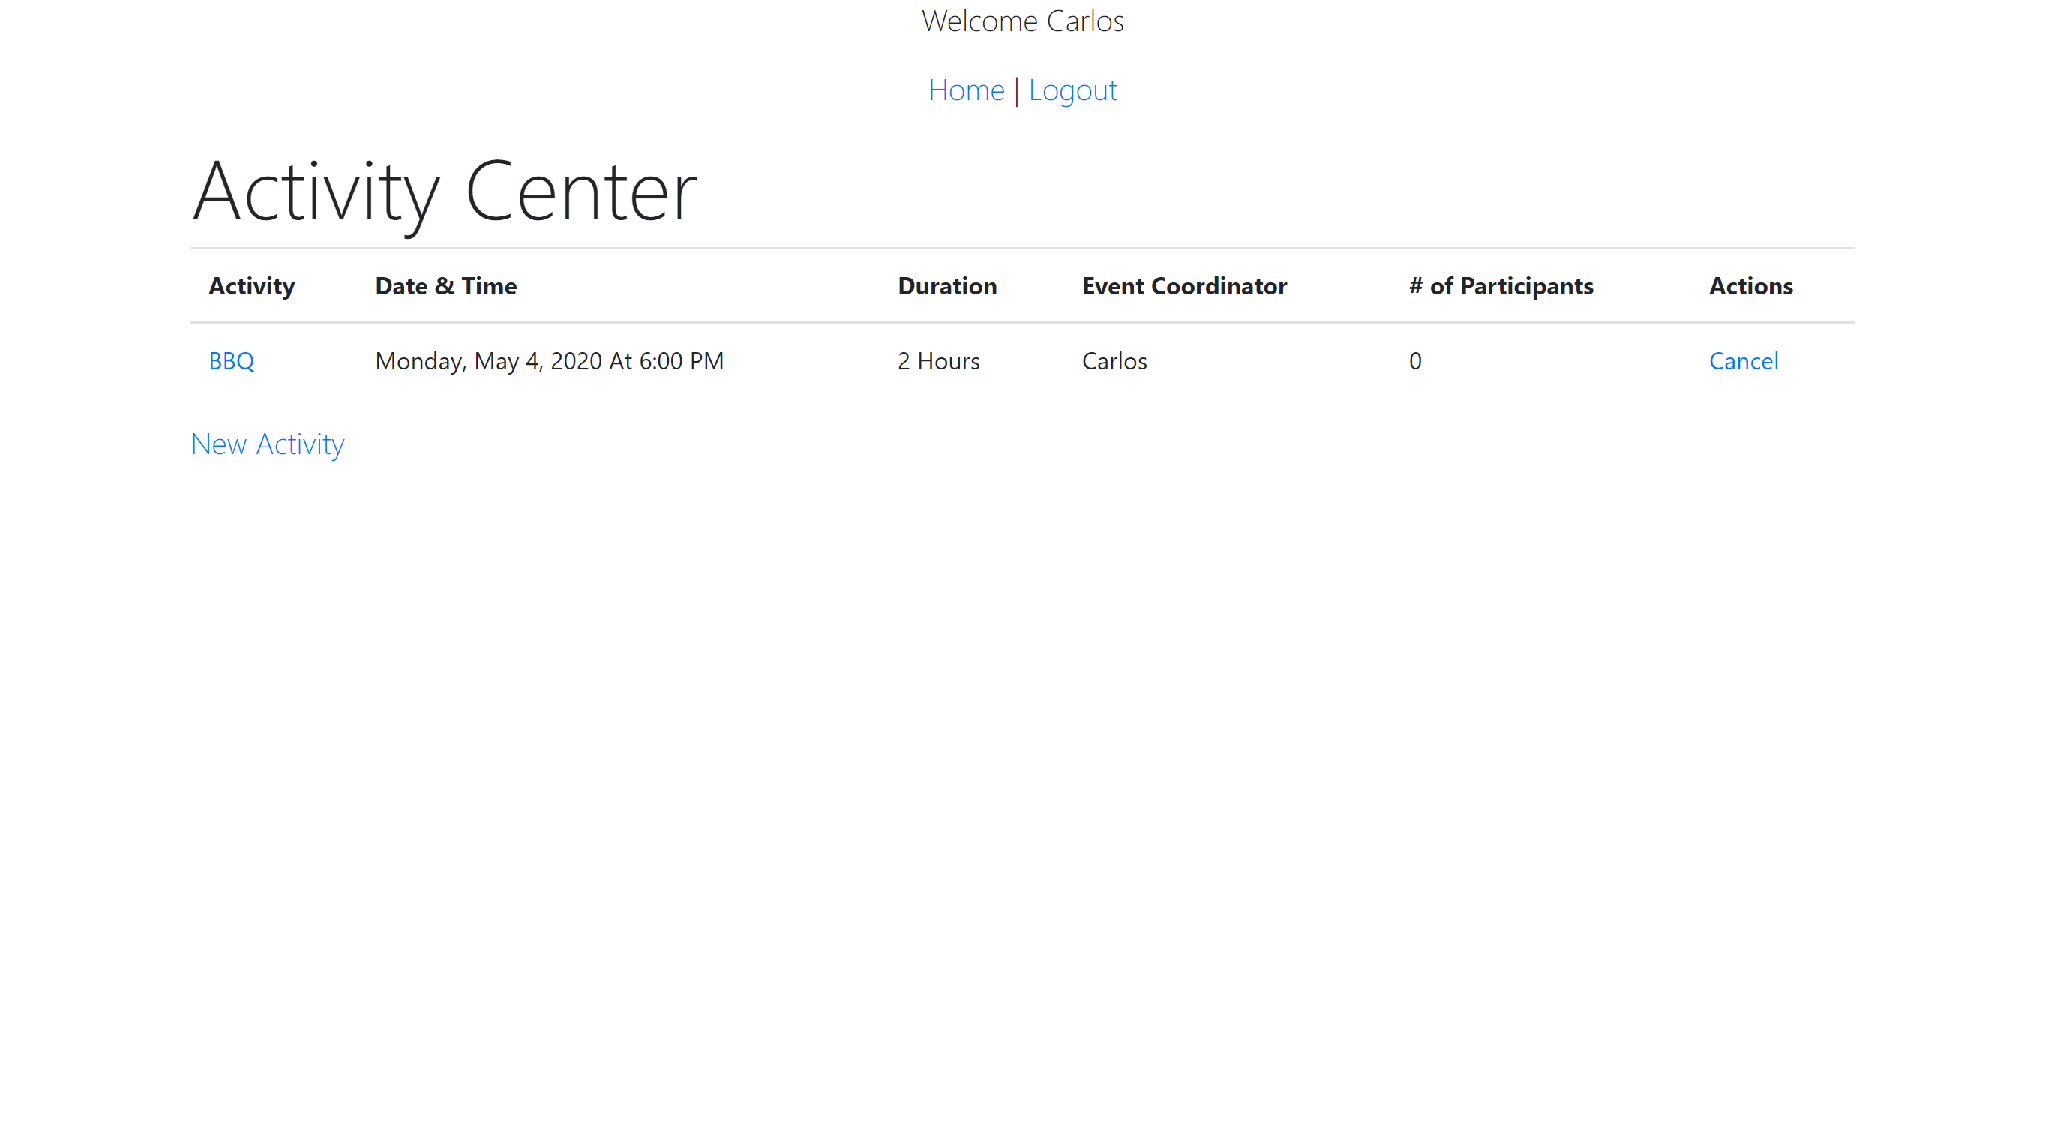 Welcome Carlos
Home | Logout
Activity Center
Activity Date & Time Duration Event Coordinator # of Participants Actions
BBQ Monday, May 4, 2020 At 6:00 PM 2 Hours Carlos 0 Cancel
New Activity